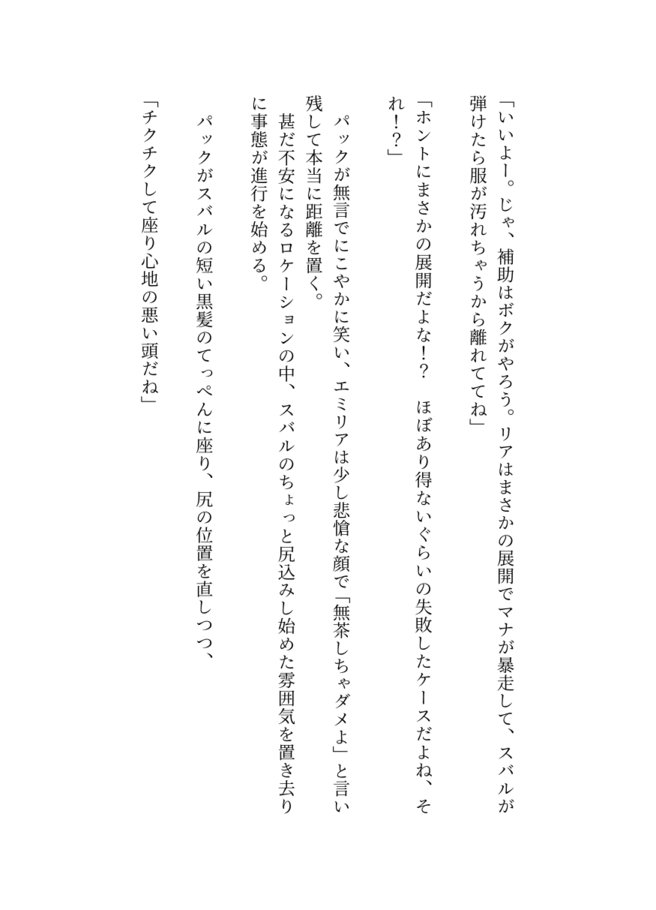 「いいよー。じゃ、補助はボクがやろう。リアはまさかの展開でマナが暴走して、スバルが
弾けたら服が汚れちゃうから離れててね」
「ホントにまさかの展開だよな！？　ほぼあり得ないぐらいの失敗したケースだよね、そ
れ！？」
　パックが無言でにこやかに笑い、エミリアは少し悲愴な顔で「無茶しちゃダメよ」と言い
残して本当に距離を置く。
　甚だ不安になるロケーションの中、スバルのちょっと尻込みし始めた雰囲気を置き去り
に事態が進行を始める。
　パックがスバルの短い黒髪のてっぺんに座り、尻の位置を直しつつ、
「チクチクして座り心地の悪い頭だね」